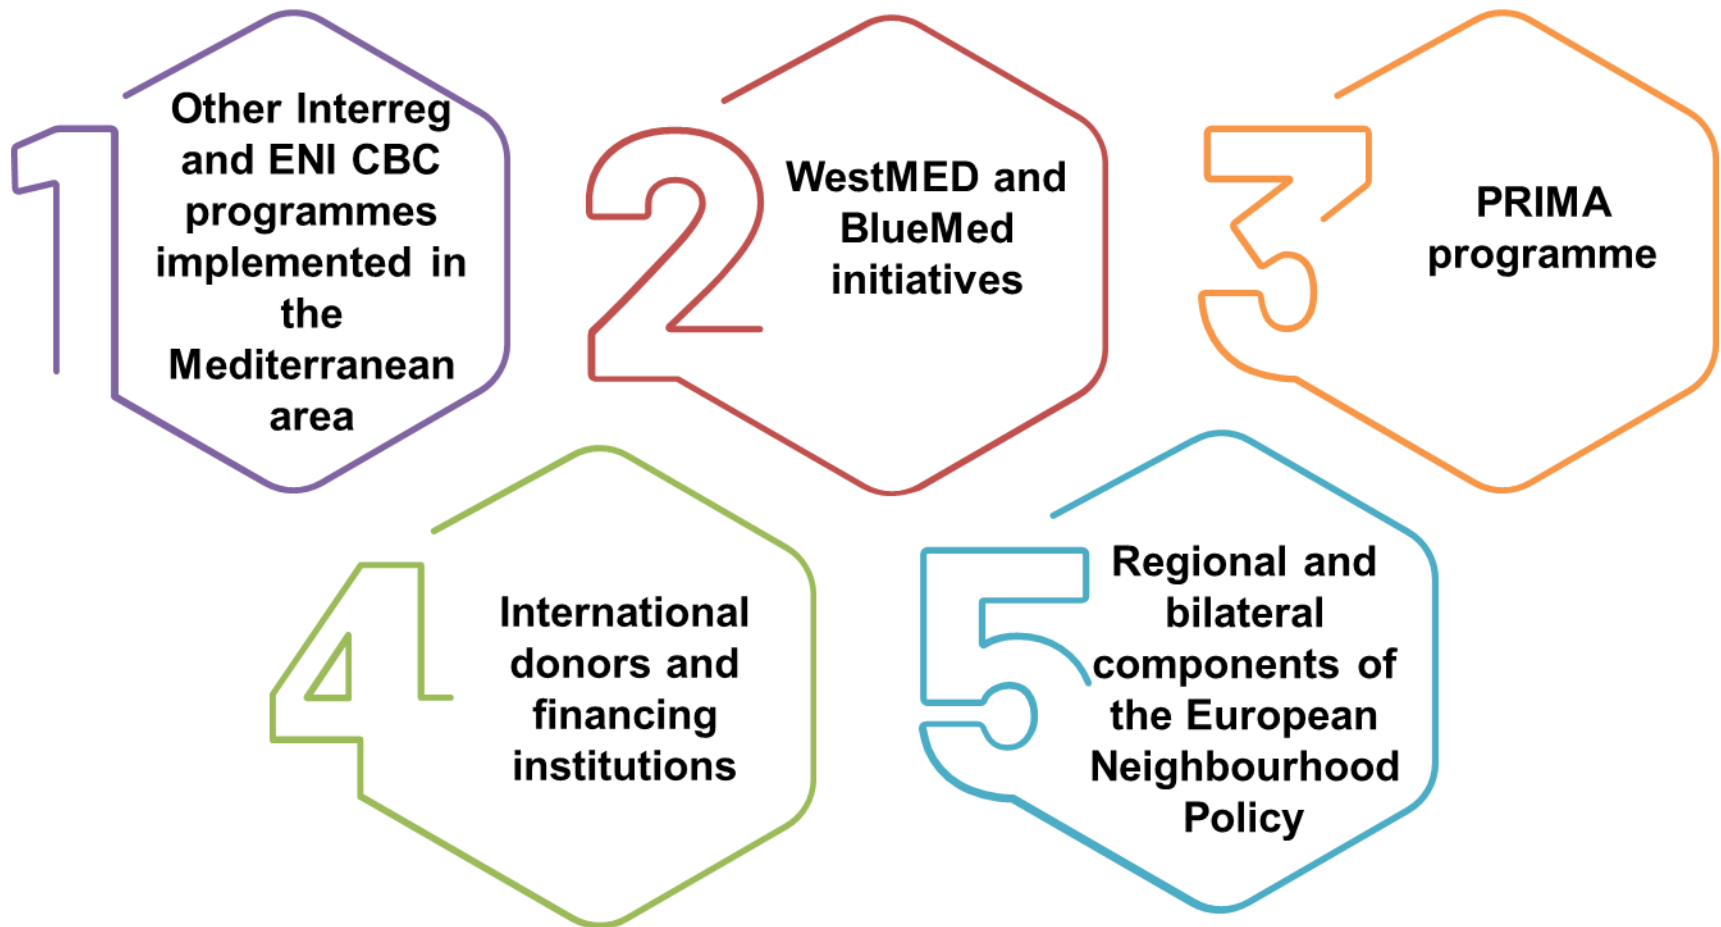 1
Other Interreg
and ENI CBC
programmes
implemented in
the
Mediterranean
area
2
WestMED and
BlueMed
initiatives
3
PRIMA
programme
4
International
donors and
financing
institutions
5
Regional and
bilateral
components of
the European
Neighbourhood
Policy